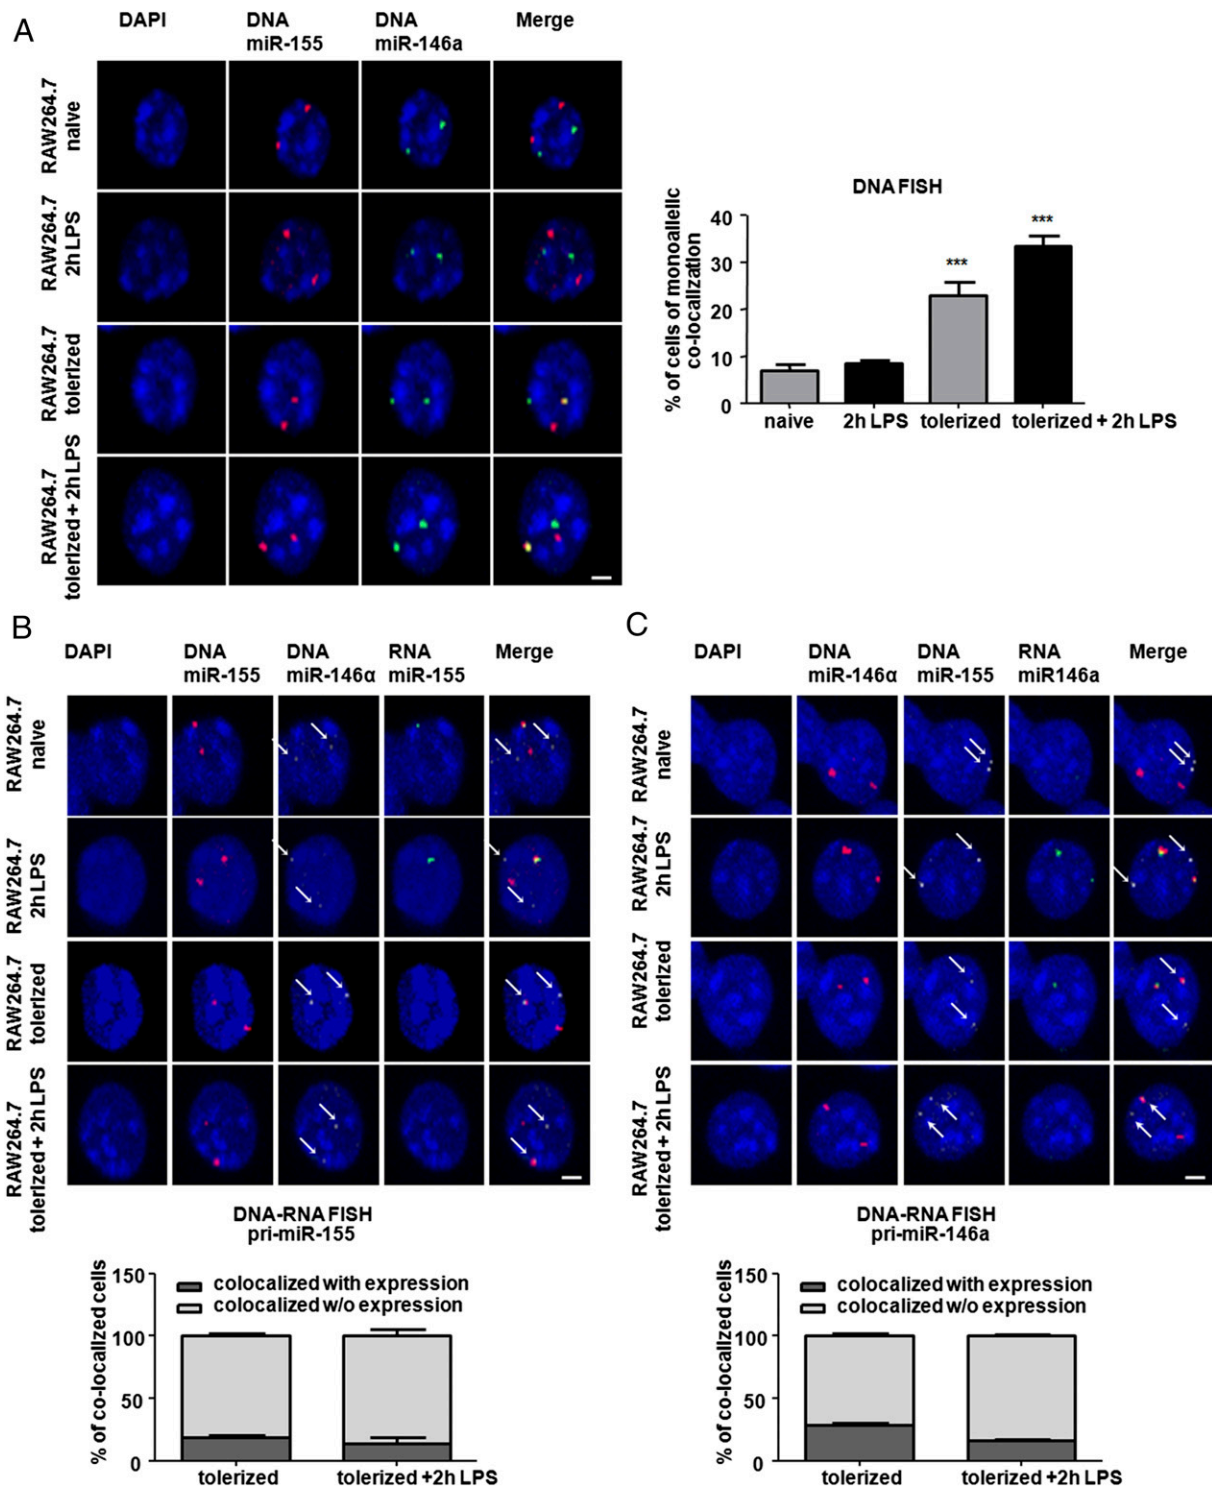 A
DAPI
DNA
miR-155
DNA
miR-146a
Merge
RAW264.7
naive
RAW264.7
2h LPS
RAW264.7
tolerized
RAW264.7
tolerized + 2h LPS
DNA FISH
% of cells of monoallelic
co-localization
40
30
20
10
0
***
***
naive
2h LPS
tolerized
tolerized + 2h LPS
B
DAPI
DNA
miR-155
DNA
miR-146α
RNA
miR-155
Merge
RAW264.7
naive
RAW264.7
2h LPS
RAW264.7
tolerized
RAW264.7
tolerized + 2h LPS
DNA-RNA FISH
pri-miR-155
% of co-localized cells
150
100
50
0
colocalized with expression
colocalized w/o expression
tolerized
tolerized +2h LPS
C
DAPI
DNA
miR-146α
DNA
miR-155
RNA
miR146a
Merge
RAW264.7
naive
RAW264.7
2h LPS
RAW264.7
tolerized
RAW264.7
tolerized + 2h LPS
DNA-RNA FISH
pri-miR-146a
% of co-localized cells
150
100
50
0
colocalized with expression
colocalized w/o expression
tolerized
tolerized +2h LPS